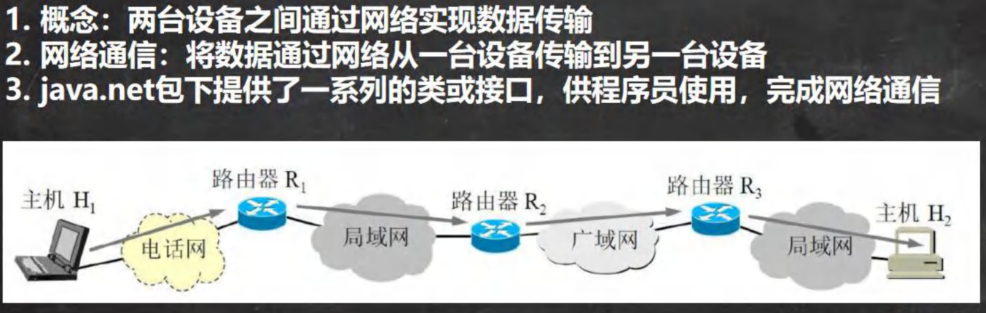 1. 概念：两台设备之间通过网络实现数据传输
2. 网络通信：将数据通过网络从一台设备传输到另一台设备
3. java.net包下提供了一系列的类或接口，供程序员使用，完成网络通信
主机 H₁
电话网
路由器 R₁
局域网
路由器 R₂
广域网
路由器 R₃
局域网
主机 H₂